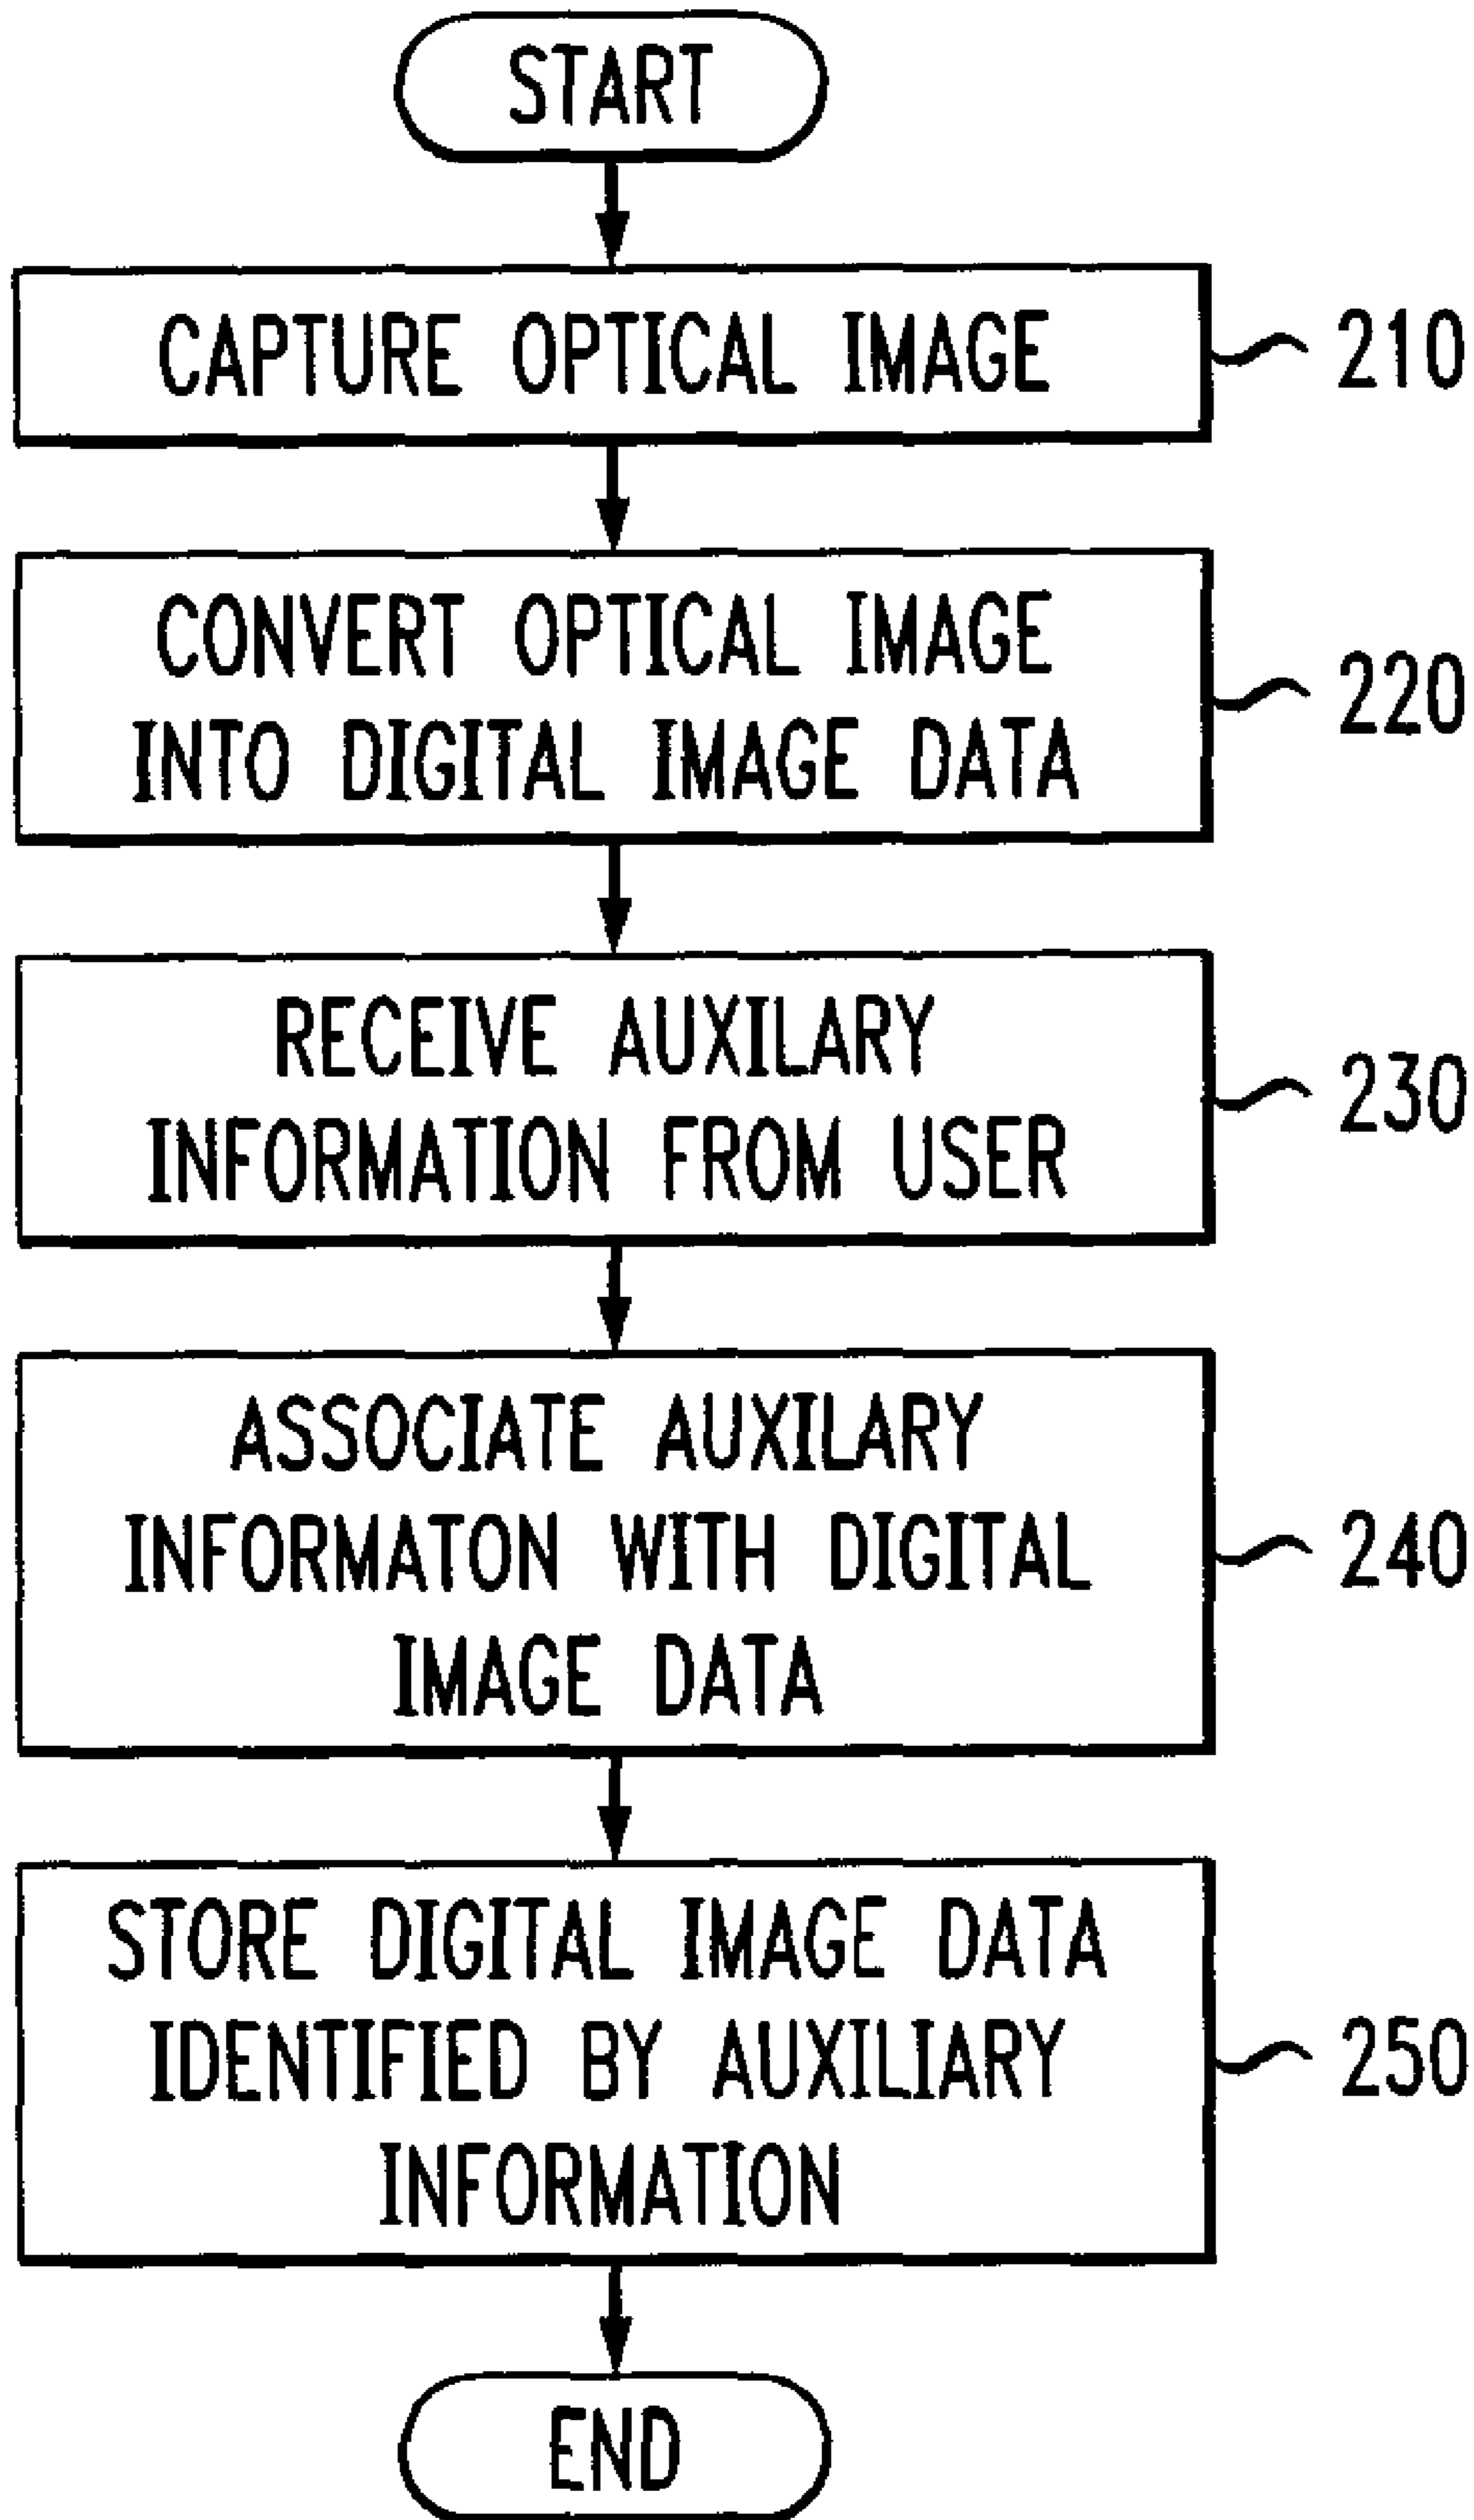 START
CAPTURE OPTICAL IMAGE
210
CONVERT OPTICAL IMAGE
INTO DIGITAL IMAGE DATA
220
RECEIVE AUXILARY
INFORMATION FROM USER
230
ASSOCIATE AUXILARY
INFORMATON WITH DIGITAL
IMAGE DATA
240
STORE DIGITAL IMAGE DATA
IDENTIFIED BY AUXILIARY
INFORMATION
250
END